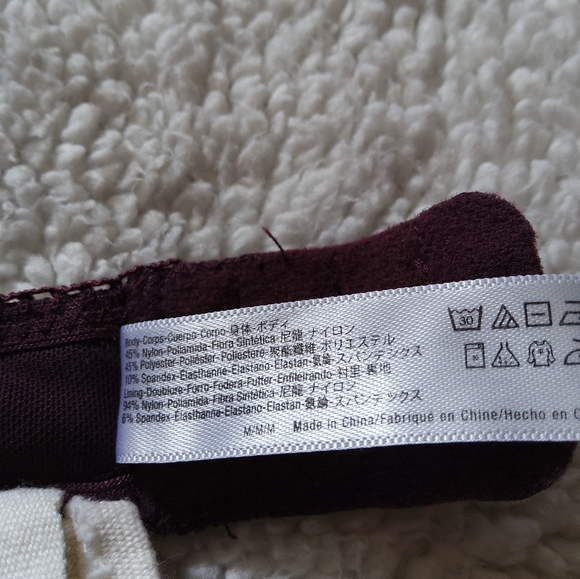 Body-Corps-Cuerpo-Corpo-身体-ボディ
45% Nylon-Poliamida-Fibra Sintética-尼龍-ナイロン
45% Polyester-Poliéster-Poliestere-聚酯纖維-ポリエステル
10% Spandex-Elasthanne-Elastano-Elastan-氨綸-スパンデックス
Lining-Doublure-Forro-Fodera-Futter-Enfileirando-衬里-裏地
94% Nylon-Poliamida-Fibra Sintética-尼龍-ナイロン
6% Spandex-Elasthanne-Elastano-Elastan-氨綸-スパンデックス
M/M/M Made in China/Fabriqué en Chine/Hecho en C
30